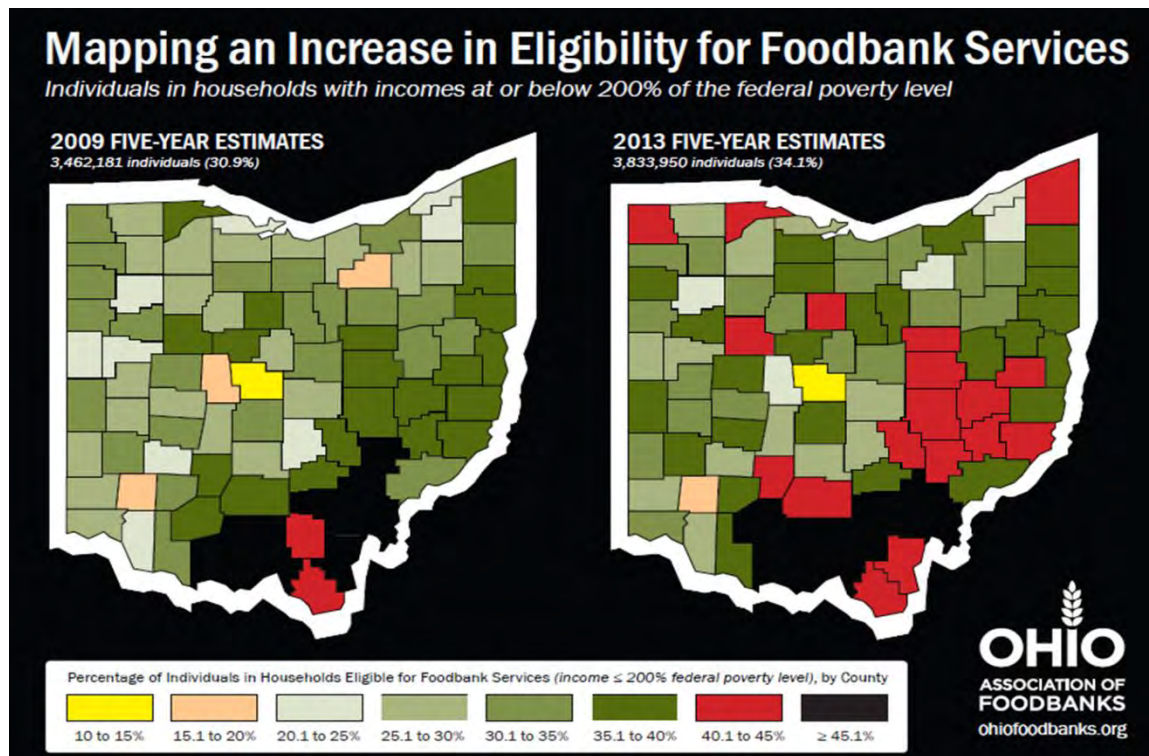 Mapping an Increase in Eligibility for Foodbank Services
Individuals in households with incomes at or below 200% of the federal poverty level
2009 FIVE-YEAR ESTIMATES
3,462,181 individuals (30.9%)
2013 FIVE-YEAR ESTIMATES
3,833,950 individuals (34.1%)
Percentage of Individuals in Households Eligible for Foodbank Services (income ≤ 200% federal poverty level), by County
10 to 15% 15.1 to 20% 20.1 to 25% 25.1 to 30% 30.1 to 35% 35.1 to 40% 40.1 to 45% ≥ 45.1%
OHIO
ASSOCIATION OF
FOODBANKS
ohiofoodbanks.org